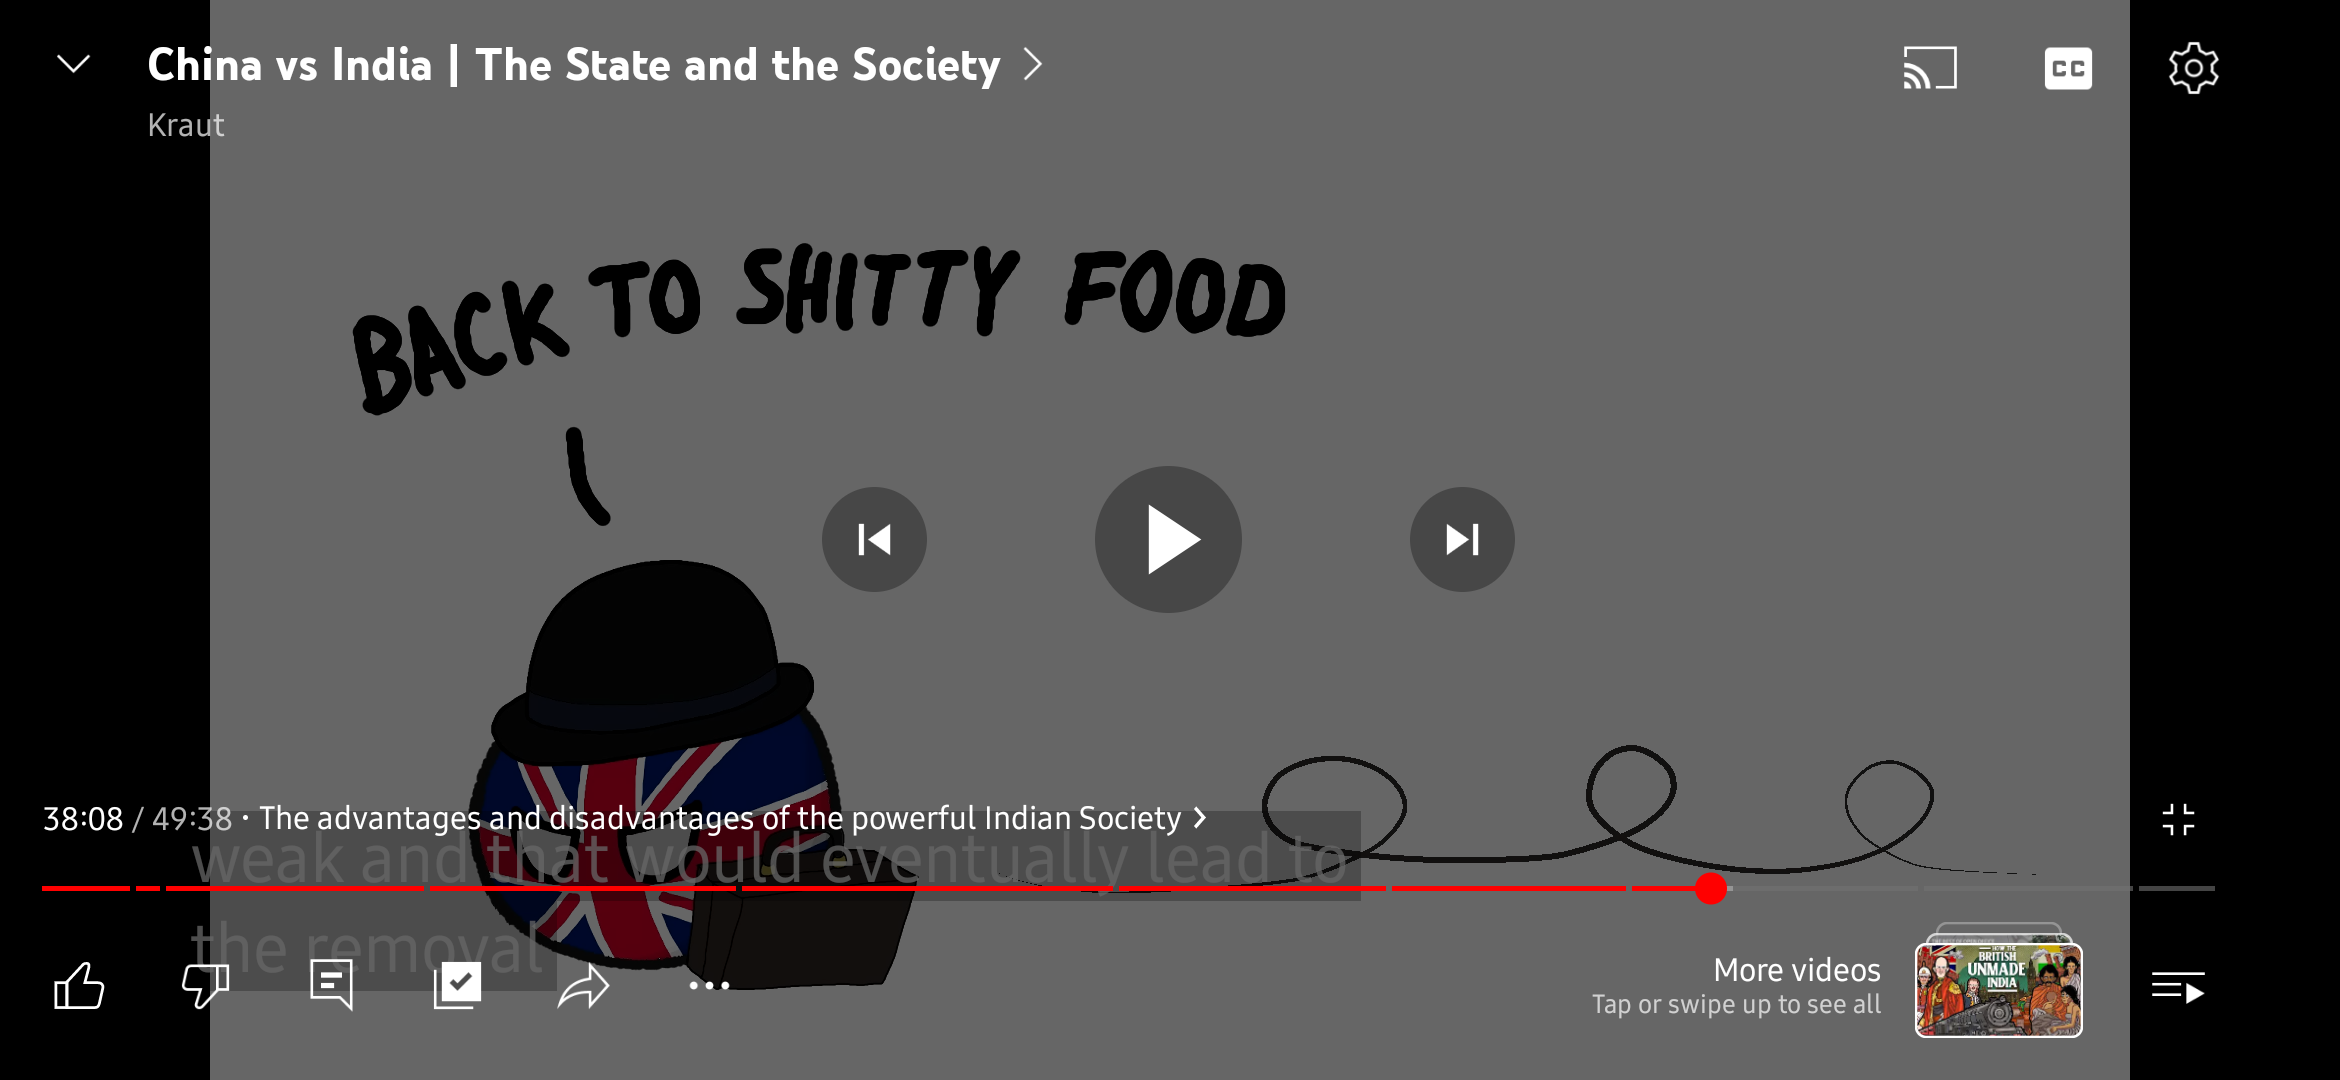 China vs India | The State and the Society
Kraut
CC
BACK TO SHITTY FOOD
38:08 / 49:38 · The advantages and disadvantages of the powerful Indian Society
weak and that would eventually lead to
the removal
More videos
Tap or swipe up to see all
HOW THE
BRITISH
UNMADE
INDIA